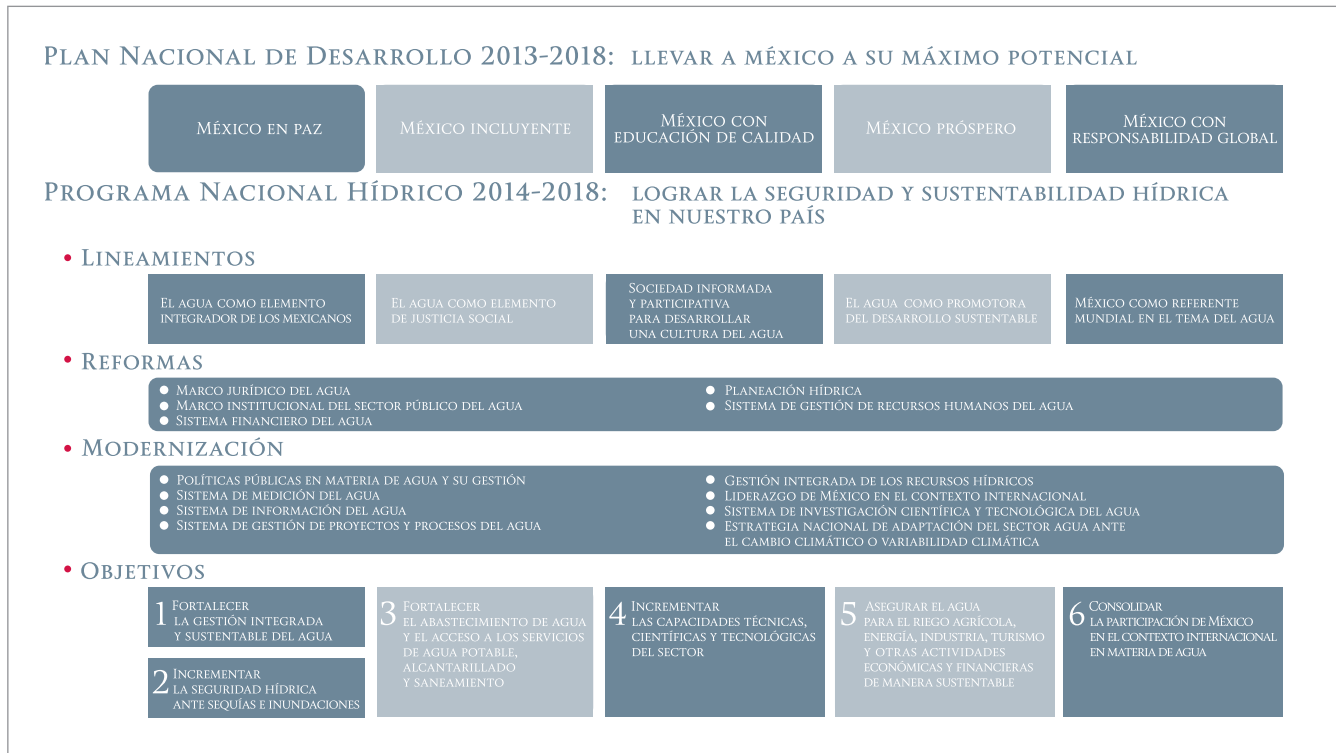 PLAN NACIONAL DE DESARROLLO 2013-2018: LLEVAR A MÉXICO A SU MÁXIMO POTENCIAL
MÉXICO EN PAZ
MÉXICO INCLUYENTE
MÉXICO CON
EDUCACIÓN DE CALIDAD
MÉXICO PRÓSPERO
MÉXICO CON
RESPONSABILIDAD GLOBAL
PROGRAMA NACIONAL HÍDRICO 2014-2018: LOGRAR LA SEGURIDAD Y SUSTENTABILIDAD HÍDRICA
EN NUESTRO PAÍS
• LINEAMIENTOS
EL AGUA COMO ELEMENTO
INTEGRADOR DE LOS MEXICANOS
EL AGUA COMO ELEMENTO
DE JUSTICIA SOCIAL
SOCIEDAD INFORMADA
Y PARTICIPATIVA
PARA DESARROLLAR
UNA CULTURA DEL AGUA
EL AGUA COMO PROMOTORA
DEL DESARROLLO SUSTENTABLE
MÉXICO COMO REFERENTE
MUNDIAL EN EL TEMA DEL AGUA
• REFORMAS
● MARCO JURÍDICO DEL AGUA
● MARCO INSTITUCIONAL DEL SECTOR PÚBLICO DEL AGUA
● SISTEMA FINANCIERO DEL AGUA
● PLANEACIÓN HÍDRICA
● SISTEMA DE GESTIÓN DE RECURSOS HUMANOS DEL AGUA
• MODERNIZACIÓN
● POLÍTICAS PÚBLICAS EN MATERIA DE AGUA Y SU GESTIÓN
● SISTEMA DE MEDICIÓN DEL AGUA
● SISTEMA DE INFORMACIÓN DEL AGUA
● SISTEMA DE GESTIÓN DE PROYECTOS Y PROCESOS DEL AGUA
● GESTIÓN INTEGRADA DE LOS RECURSOS HÍDRICOS
● LIDERAZGO DE MÉXICO EN EL CONTEXTO INTERNACIONAL
● SISTEMA DE INVESTIGACIÓN CIENTÍFICA Y TECNOLÓGICA DEL AGUA
● ESTRATEGIA NACIONAL DE ADAPTACIÓN DEL SECTOR AGUA ANTE
EL CAMBIO CLIMÁTICO O VARIABILIDAD CLIMÁTICA
• OBJETIVOS
1 FORTALECER
LA GESTIÓN INTEGRADA
Y SUSTENTABLE DEL AGUA
2 INCREMENTAR
LA SEGURIDAD HÍDRICA
ANTE SEQUÍAS E INUNDACIONES
3 FORTALECER
EL ABASTECIMIENTO DE AGUA
Y EL ACCESO A LOS SERVICIOS
DE AGUA POTABLE,
ALCANTARILLADO
Y SANEAMIENTO
4 INCREMENTAR
LAS CAPACIDADES TÉCNICAS,
CIENTÍFICAS Y TECNOLÓGICAS
DEL SECTOR
5 ASEGURAR EL AGUA
PARA EL RIEGO AGRÍCOLA,
ENERGÍA, INDUSTRIA, TURISMO
Y OTRAS ACTIVIDADES
ECONÓMICAS Y FINANCIERAS
DE MANERA SUSTENTABLE
6 CONSOLIDAR
LA PARTICIPACIÓN DE MÉXICO
EN EL CONTEXTO INTERNACIONAL
EN MATERIA DE AGUA